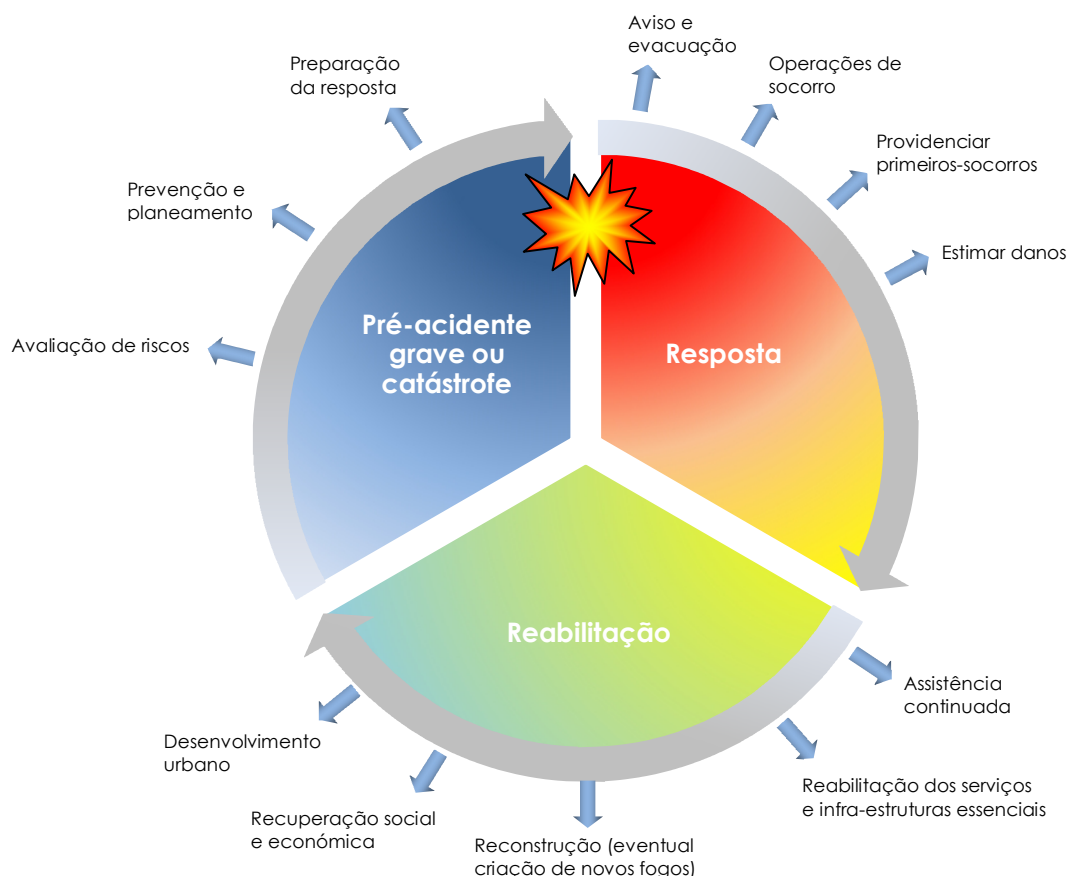 Aviso e
evacuação
Preparação
da resposta
Operações de
socorro
Providenciar
primeiros-socorros
Prevenção e
planeamento
Estimar danos
Avaliação de riscos
Pré-acidente
grave ou
catástrofe
Resposta
Reabilitação
Assistência
continuada
Desenvolvimento
urbano
Reabilitação dos serviços
e infra-estruturas essenciais
Recuperação social
e económica
Reconstrução (eventual
criação de novos fogos)